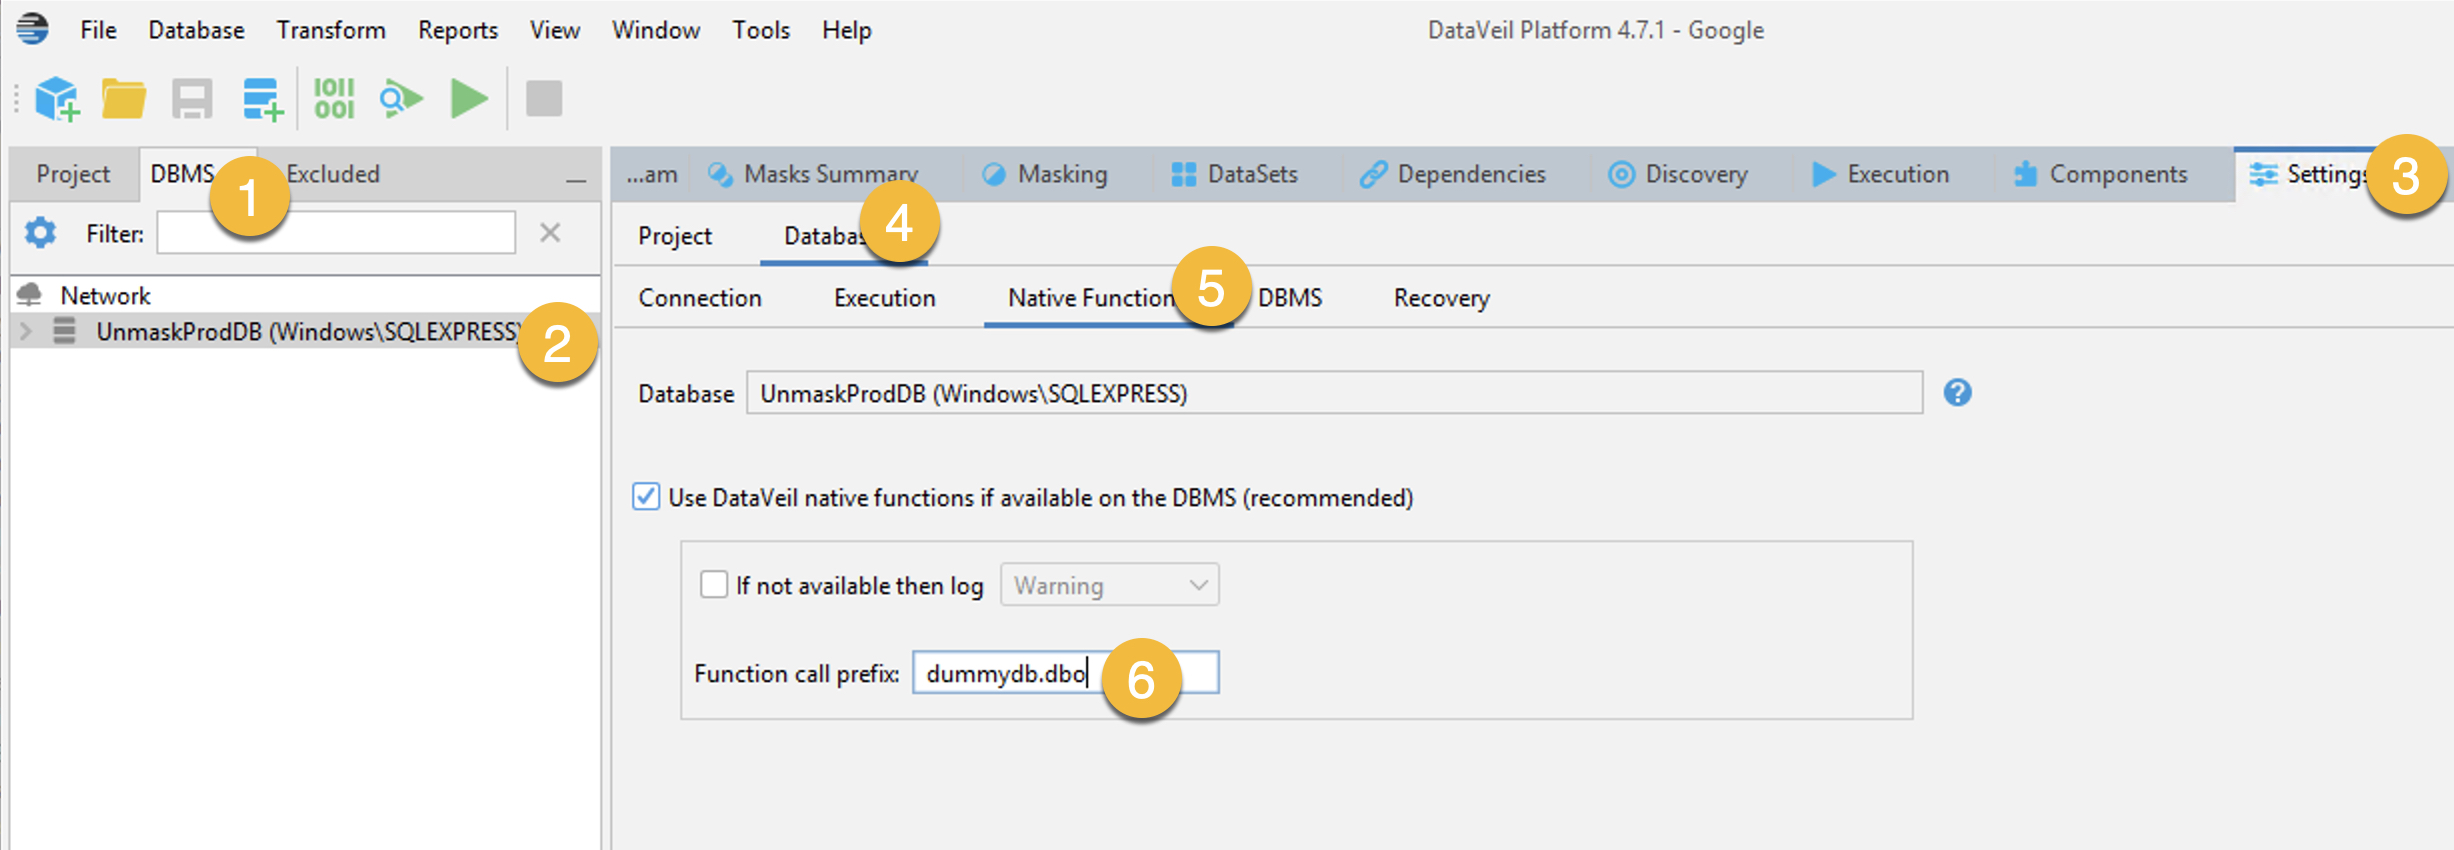 File Database Transform Reports View Window Tools Help DataVeil Platform 4.7.1 - Google
1011
001
Project DBMS Excluded
1
Filter:
Network
UnmaskProdDB (Windows\SQLEXPRESS)
2
...am Masks Summary Masking DataSets Dependencies Discovery Execution Components Settings
3
Project Databas
4
Connection Execution Native Function DBMS Recovery
5
Database UnmaskProdDB (Windows\SQLEXPRESS) ?
Use DataVeil native functions if available on the DBMS (recommended)
If not available then log Warning
Function call prefix: dummydb.dbo
6